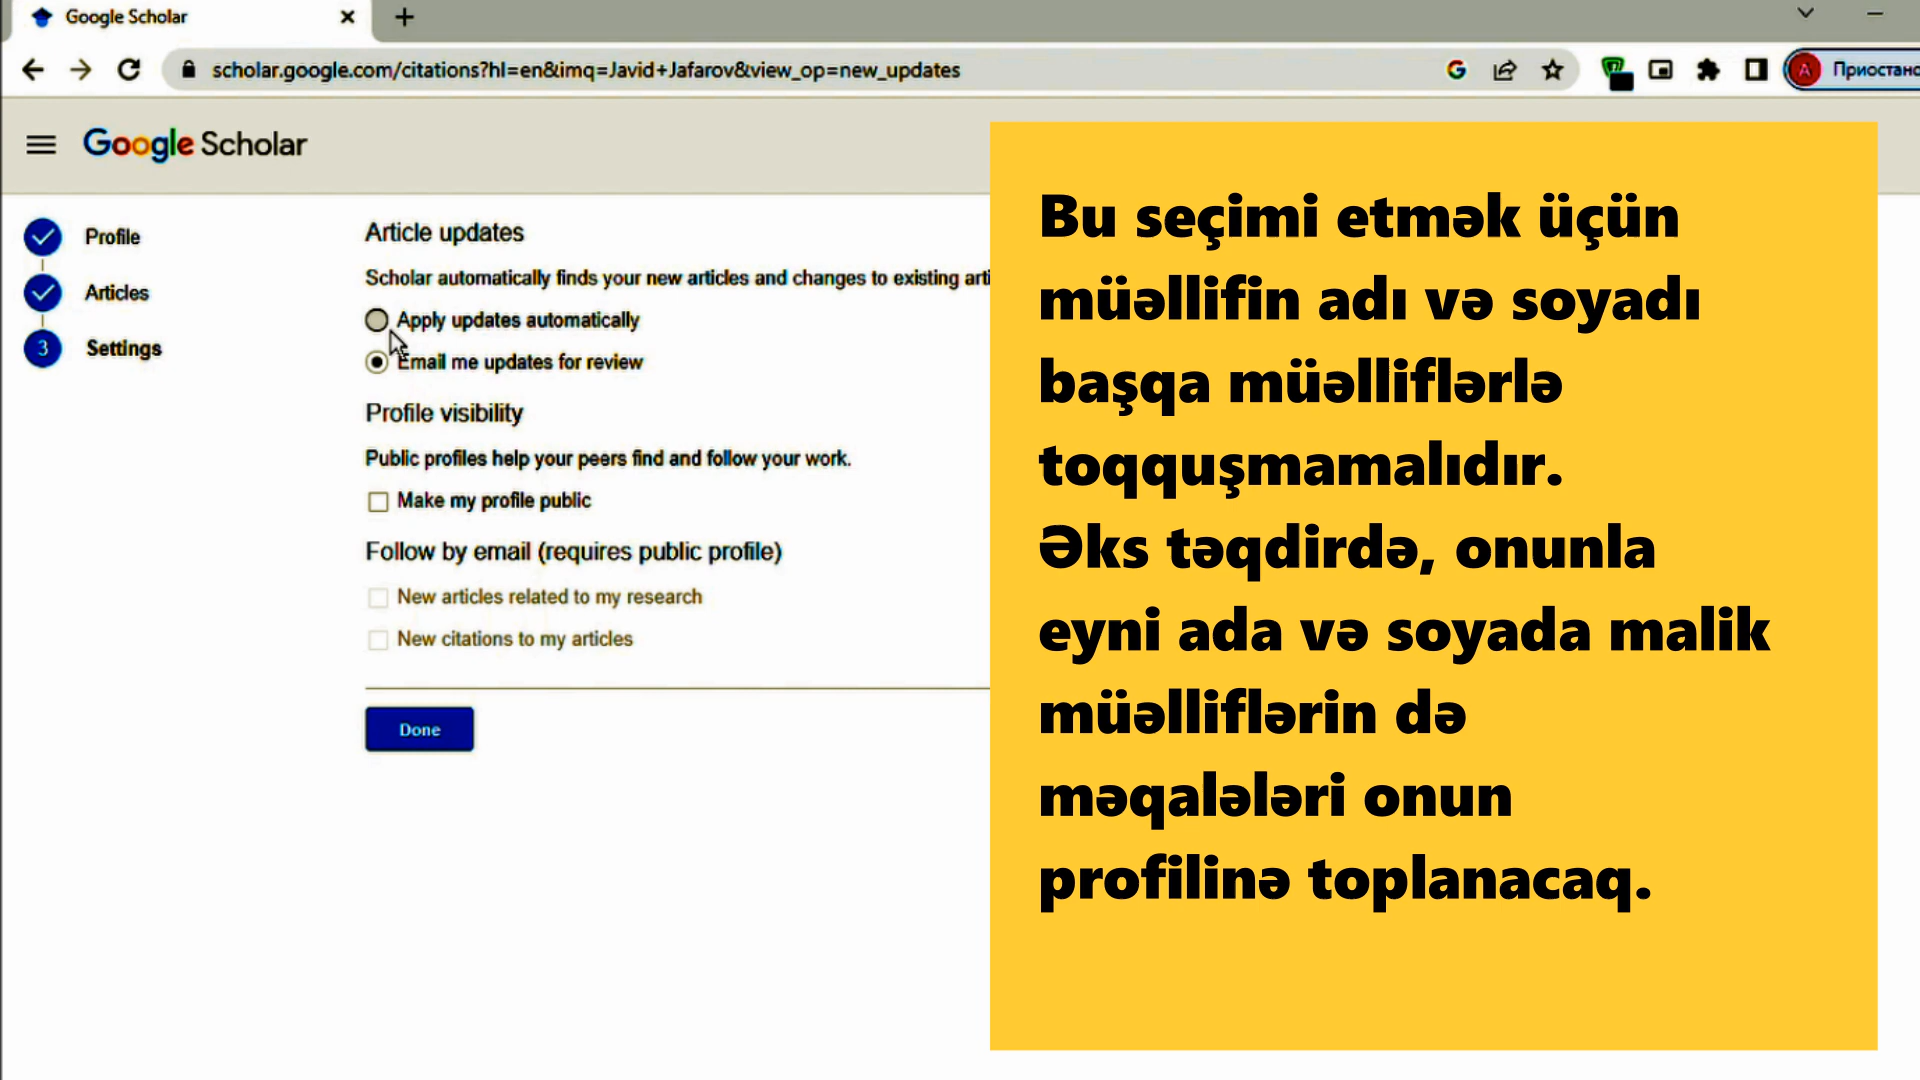 Google Scholar
scholar.google.com/citations?hl=en&imq=Javid+Jafarov&view_op=new_updates
A
Google Scholar
Profile
Articles
3 Settings
Article updates
Scholar automatically finds your new articles and changes to existing
Apply updates automatically
Email me updates for review
Profile visibility
Public profiles help your peers find and follow your work.
Make my profile public
Follow by email (requires public profile)
New articles related to my research
New citations to my articles
Done
Bu seçimi etmək üçün
müəllifin adı və soyadı
başqa müəlliflərlə
toqquşmamalıdır.
Əks təqdirdə, onunla
eyni ada və soyada malik
müəlliflərin də
məqalələri onun
profilinə toplanacaq.